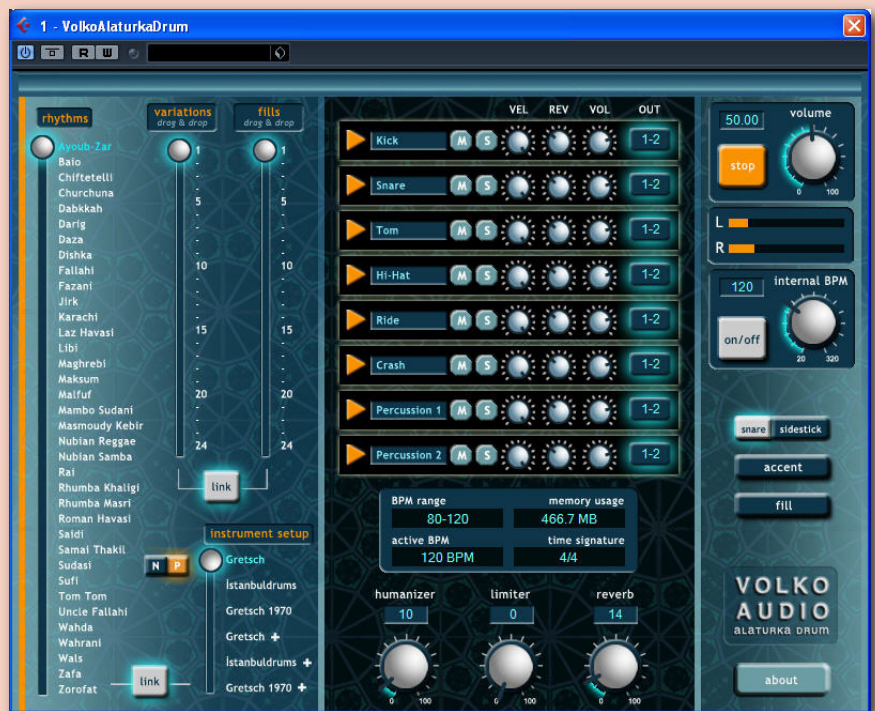 1 - VolkoAlaturkaDrum
R W
rhythms
Ayoub-Zar
Baio
Chiftetelli
Churchuna
Dabkkah
Darig
Daza
Dishka
Fallahi
Fazani
Jirk
Karachi
Laz Havasi
Libi
Maghrebi
Maksum
Malfuf
Mambo Sudani
Masmoudy Kebir
Nubian Reggae
Nubian Samba
Rai
Rhumba Khaligi
Rhumba Masri
Roman Havasi
Saidi
Samai Thakil
Sudasi
Sufi
Tom Tom
Uncle Fallahi
Wahda
Wahrani
Wals
Zafa
Zorofat
variations
drag & drop
1
5
10
15
20
24
fills
drag & drop
1
5
10
15
20
24
link
instrument setup
N P
Gretsch
İstanbuldrums
Gretsch 1970
Gretsch +
İstanbuldrums +
Gretsch 1970 +
link
VEL REV VOL OUT
Kick M S 1-2
Snare M S 1-2
Tom M S 1-2
Hi-Hat M S 1-2
Ride M S 1-2
Crash M S 1-2
Percussion 1 M S 1-2
Percussion 2 M S 1-2
BPM range memory usage
80-120 466.7 MB
active BPM time signature
120 BPM 4/4
humanizer limiter reverb
10 0 14
0 100 0 100 0 100
volume
50.00
stop
0 100
L
R
internal BPM
120
on/off
20 320
snare sidestick
accent
fill
VOLKO
AUDIO
ALATURKA DRUM
about